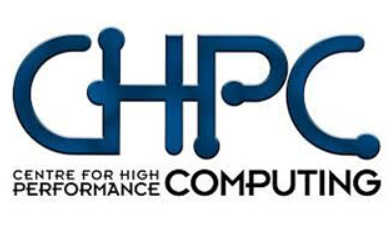 CHPC
CENTRE FOR HIGH
PERFORMANCE COMPUTING